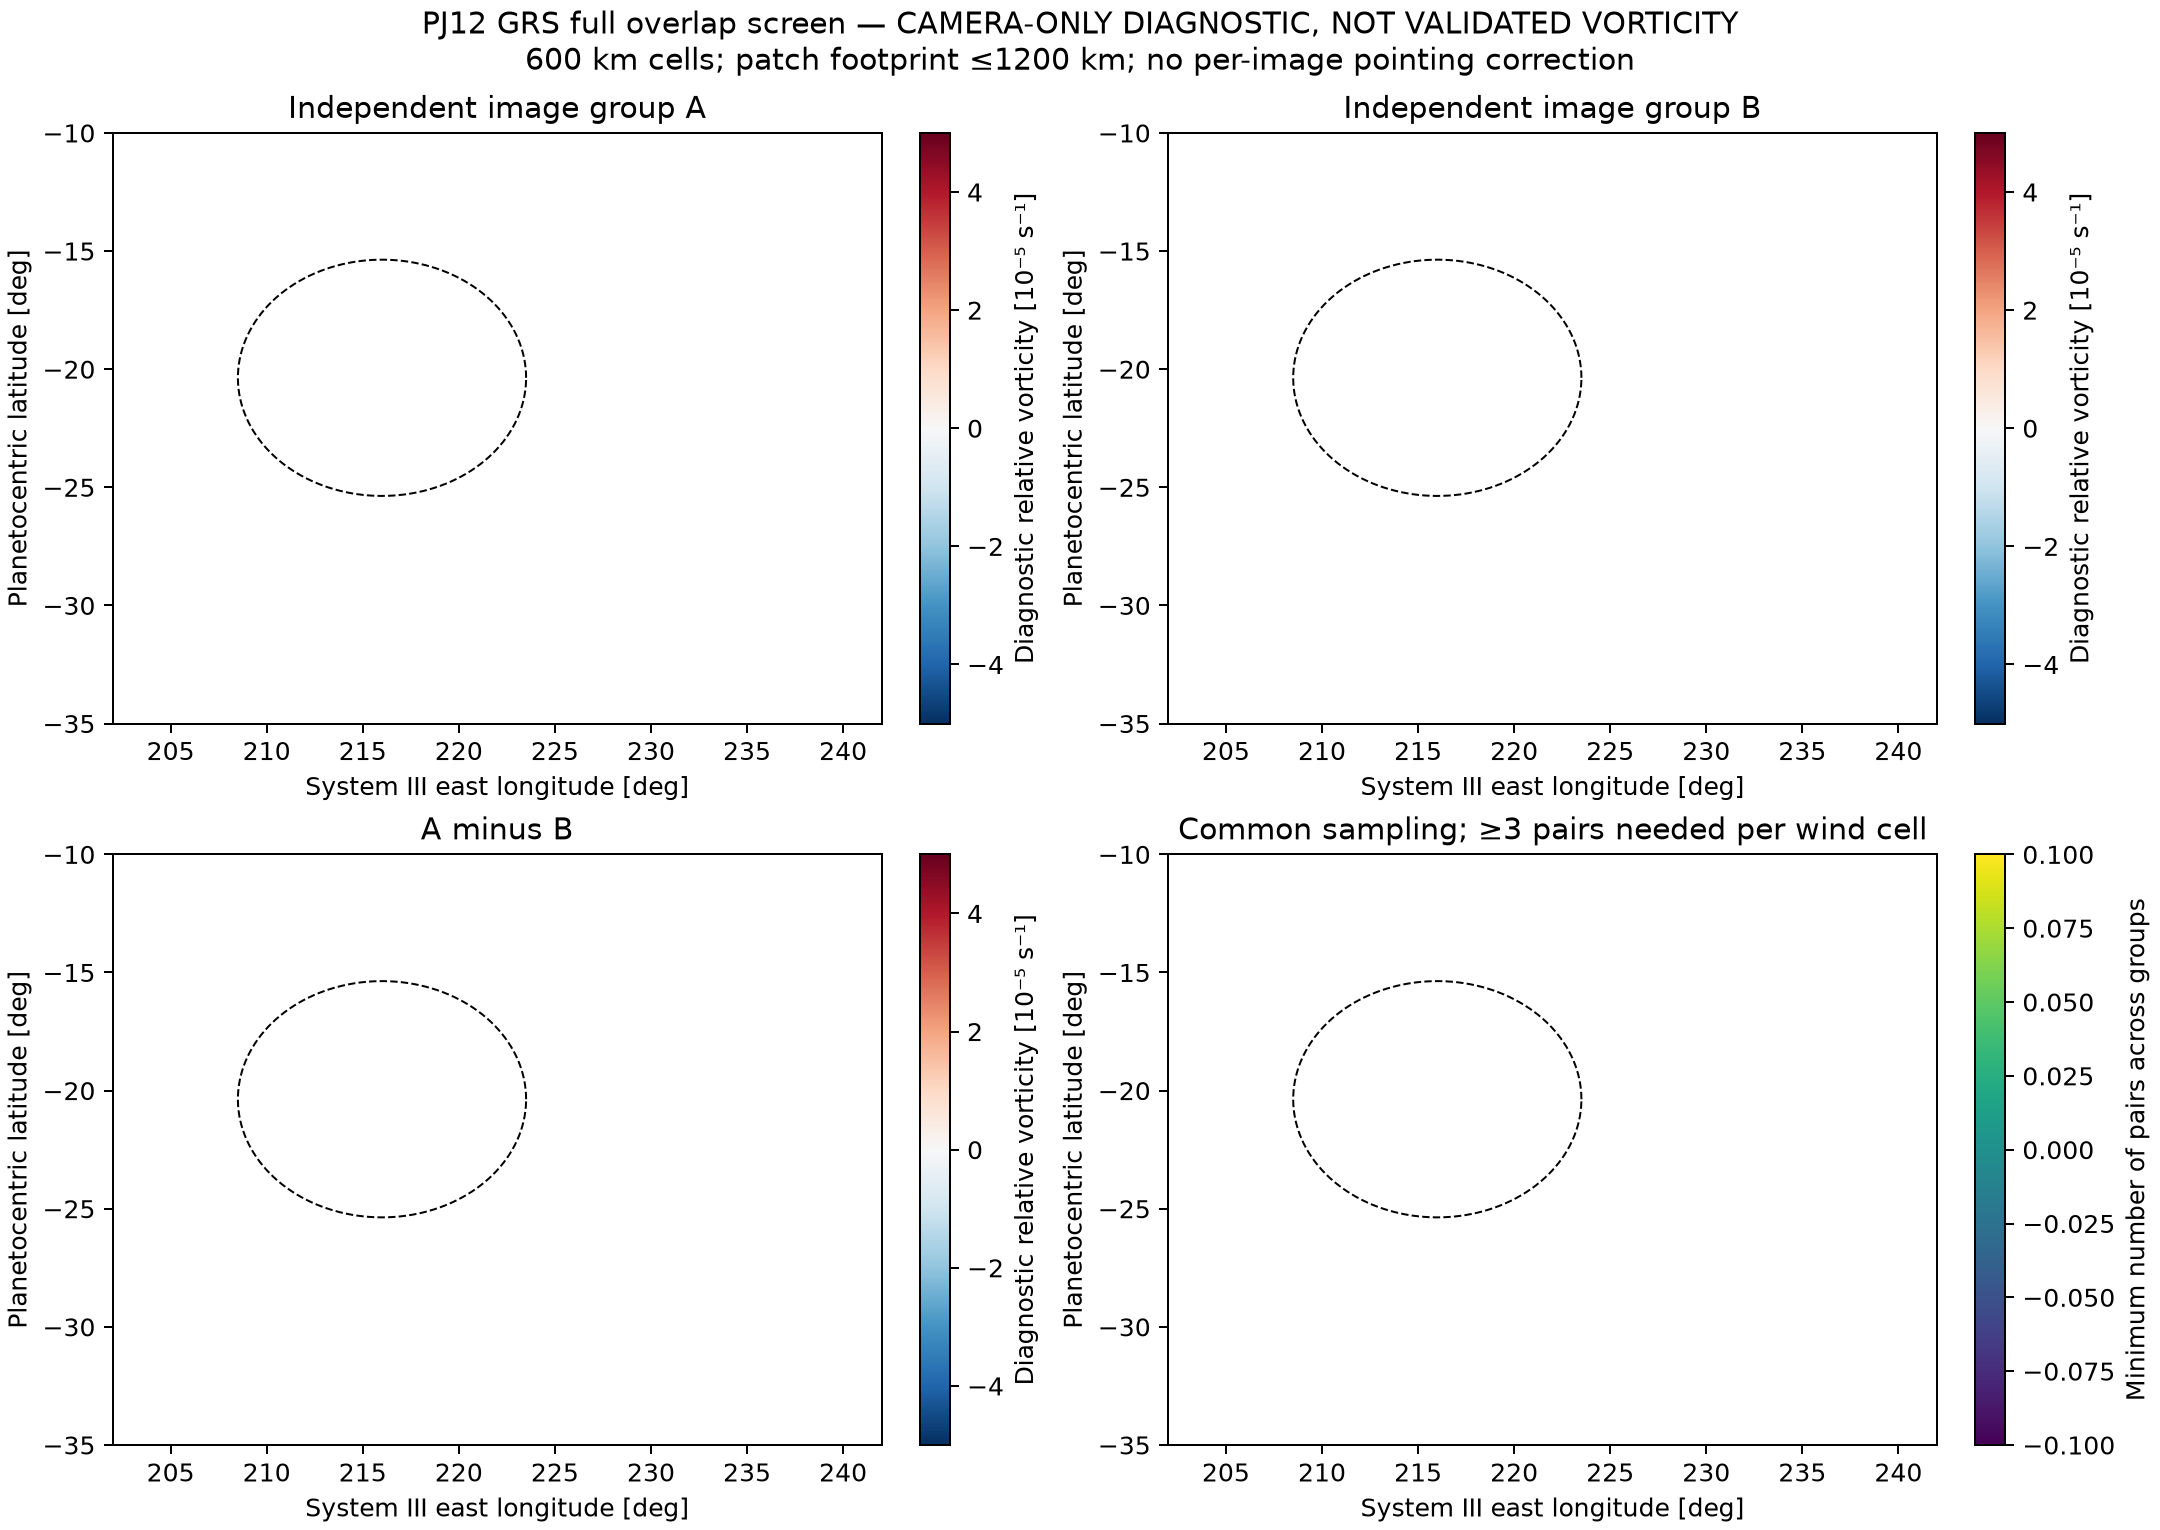 PJ12 GRS full overlap screen — CAMERA-ONLY DIAGNOSTIC, NOT VALIDATED VORTICITY
600 km cells; patch footprint ≤1200 km; no per-image pointing correction
Independent image group A
−10
−15
−20
−25
−30
−35
Planetocentric latitude [deg]
205 210 215 220 225 230 235 240
System III east longitude [deg]
4
2
0
−2
−4
Diagnostic relative vorticity [10⁻⁵ s⁻¹]
Independent image group B
−10
−15
−20
−25
−30
−35
Planetocentric latitude [deg]
205 210 215 220 225 230 235 240
System III east longitude [deg]
4
2
0
−2
−4
Diagnostic relative vorticity [10⁻⁵ s⁻¹]
A minus B
−10
−15
−20
−25
−30
−35
Planetocentric latitude [deg]
205 210 215 220 225 230 235 240
System III east longitude [deg]
4
2
0
−2
−4
Diagnostic relative vorticity [10⁻⁵ s⁻¹]
Common sampling; ≥3 pairs needed per wind cell
−10
−15
−20
−25
−30
−35
Planetocentric latitude [deg]
205 210 215 220 225 230 235 240
System III east longitude [deg]
0.100
0.075
0.050
0.025
0.000
−0.025
−0.050
−0.075
−0.100
Minimum number of pairs across groups